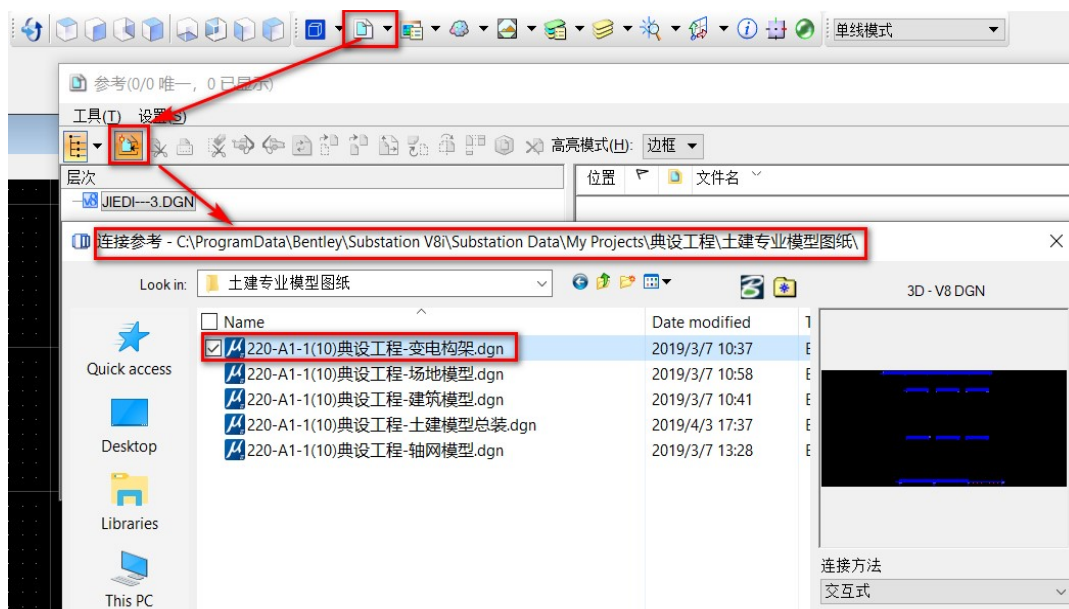 单线模式
参考(0/0 唯一, 0 已显示)
工具(T) 设置(S)
高亮模式(H): 边框
层次
位置 文件名
JIEDI---3.DGN
连接参考 - C:\ProgramData\Bentley\Substation V8i\Substation Data\My Projects\典设工程\土建专业模型图纸\
Look in: 土建专业模型图纸
3D - V8 DGN
Name Date modified T
220-A1-1(10)典设工程-变电构架.dgn 2019/3/7 10:37
220-A1-1(10)典设工程-场地模型.dgn 2019/3/7 10:58
220-A1-1(10)典设工程-建筑模型.dgn 2019/3/7 10:41
220-A1-1(10)典设工程-土建模型总装.dgn 2019/4/3 17:37
220-A1-1(10)典设工程-轴网模型.dgn 2019/3/7 13:28
Quick access
Desktop
Libraries
This PC
连接方法
交互式